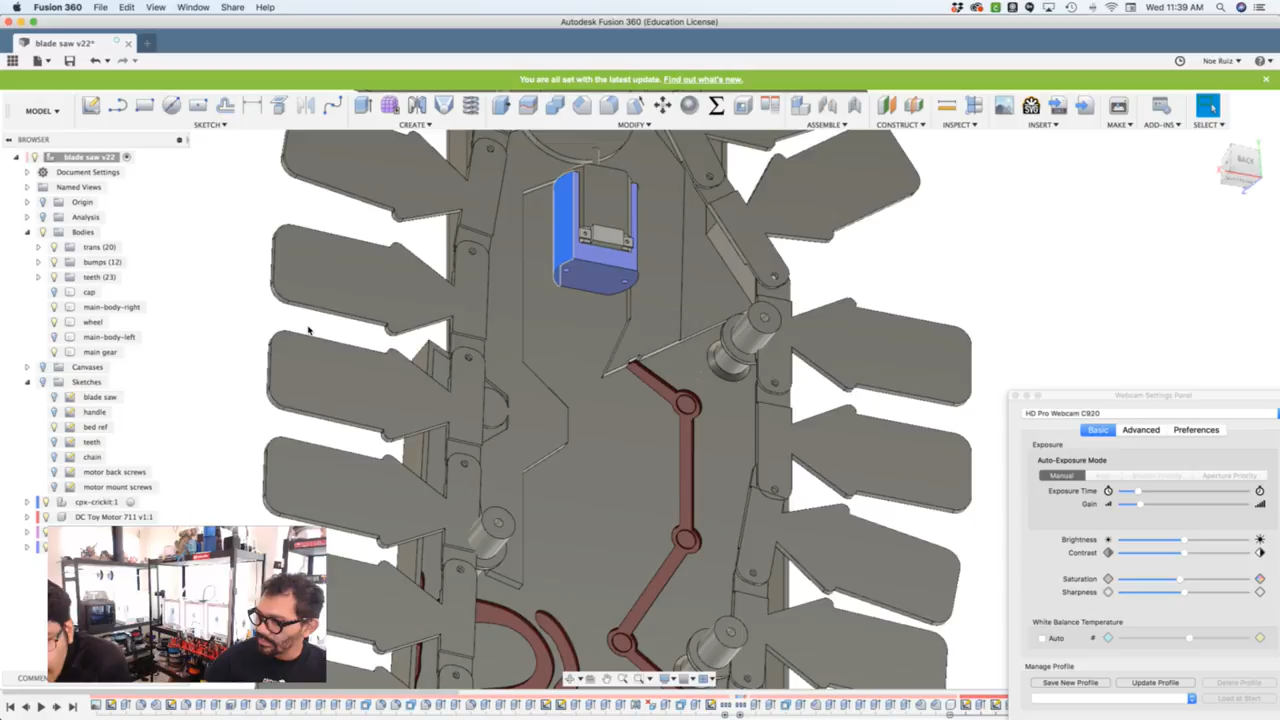 Fusion 360 File Edit View Window Share Help
Wed 11:39 AM
Autodesk Fusion 360 (Education License)
blade saw v22*
Noe Ruiz
You are all set with the latest update. Find out what's new.
MODEL
SKETCH
CREATE
MODIFY
ASSEMBLE
CONSTRUCT
INSPECT
INSERT
MAKE
ADD-INS
SELECT
BROWSER
blade saw v22
Document Settings
Named Views
Origin
Analysis
Bodies
trans (20)
bumps (12)
teeth (23)
cap
main-body-right
wheel
main-body-left
main gear
Canvases
Sketches
blade saw
handle
bed ref
teeth
chain
motor back screws
motor mount screws
cpx-crickit:1
DC Toy Motor 711 v1:1
BACK
Webcam Settings Panel
HD Pro Webcam C920
Basic Advanced Preferences
Exposure
Auto-Exposure Mode
Manual
Aperture Priority
Exposure Time
Gain
Brightness
Contrast
Saturation
Sharpness
White Balance Temperature
Auto #
Manage Profile
Save New Profile Update Profile Delete Profile
Load at Start